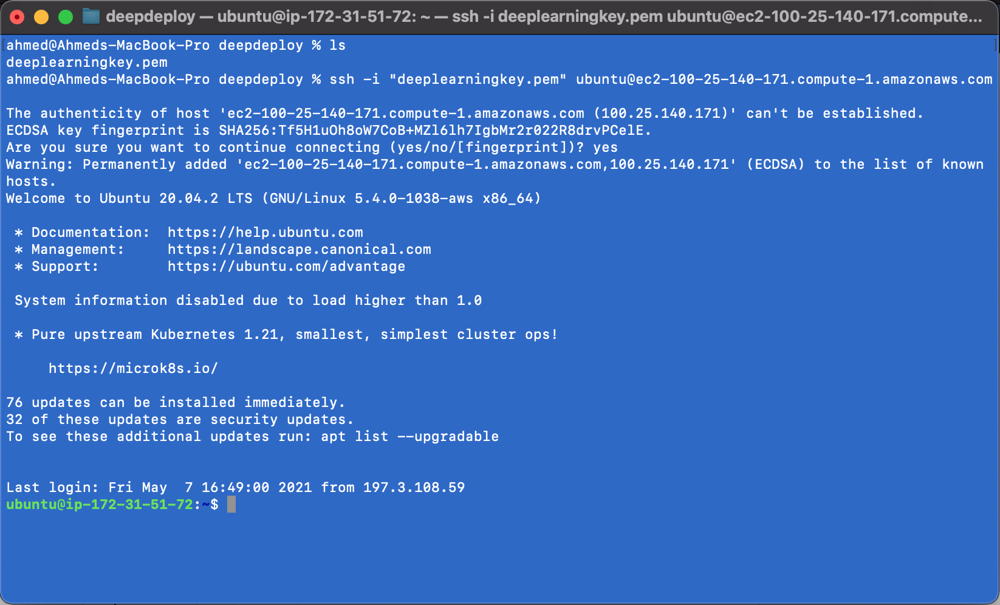 deepdeploy — ubuntu@ip-172-31-51-72: ~ — ssh -i deeplearningkey.pem ubuntu@ec2-100-25-140-171.compute...
[ahmed@Ahmeds-MacBook-Pro deepdeploy % ls ]
deeplearningkey.pem
ahmed@Ahmeds-MacBook-Pro deepdeploy % ssh -i "deeplearningkey.pem" ubuntu@ec2-100-25-140-171.compute-1.amazonaws.com
The authenticity of host 'ec2-100-25-140-171.compute-1.amazonaws.com (100.25.140.171)' can't be established.
ECDSA key fingerprint is SHA256:Tf5H1uOh8oW7CoB+MZl6lh7IgbMr2r022R8drvPCelE.
Are you sure you want to continue connecting (yes/no/[fingerprint])? yes
Warning: Permanently added 'ec2-100-25-140-171.compute-1.amazonaws.com,100.25.140.171' (ECDSA) to the list of known
hosts.
Welcome to Ubuntu 20.04.2 LTS (GNU/Linux 5.4.0-1038-aws x86_64)
* Documentation:  https://help.ubuntu.com
* Management:     https://landscape.canonical.com
* Support:        https://ubuntu.com/advantage
System information disabled due to load higher than 1.0
* Pure upstream Kubernetes 1.21, smallest, simplest cluster ops!
https://microk8s.io/
76 updates can be installed immediately.
32 of these updates are security updates.
To see these additional updates run: apt list --upgradable
Last login: Fri May  7 16:49:00 2021 from 197.3.108.59
ubuntu@ip-172-31-51-72:~$